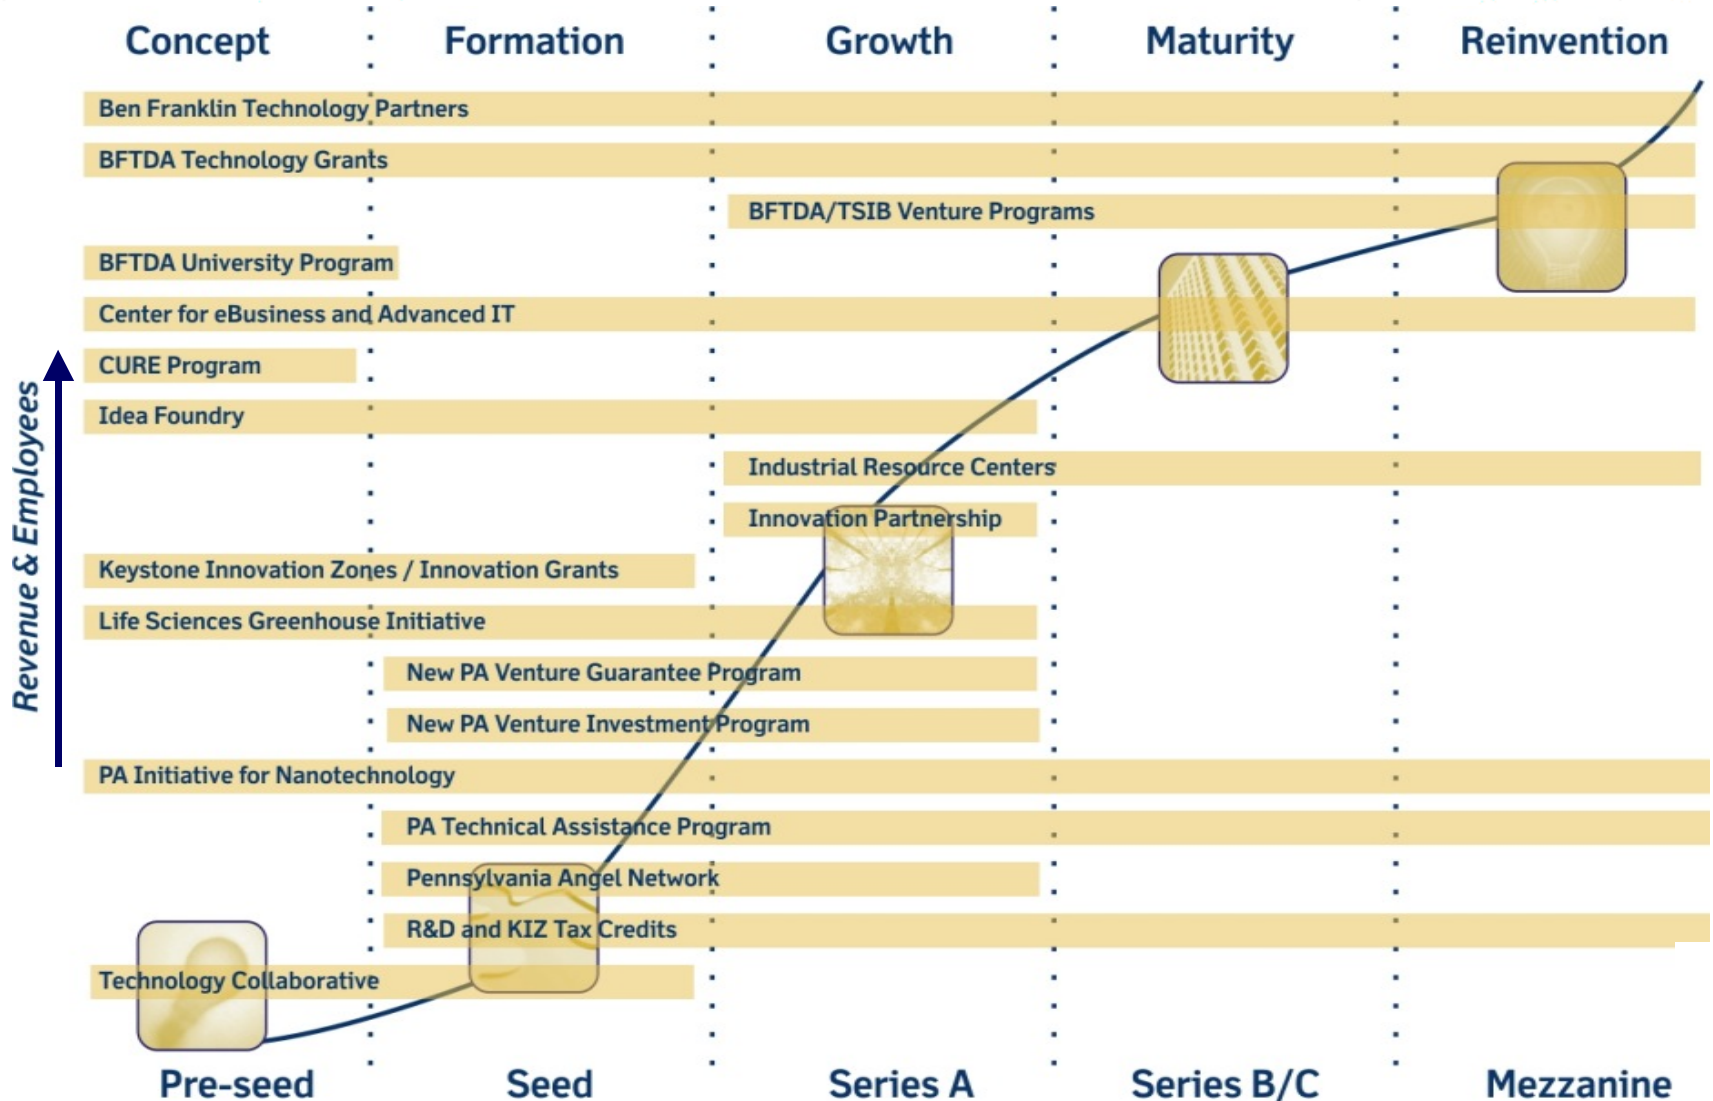 Concept Formation Growth Maturity Reinvention
Ben Franklin Technology Partners
BFTDA Technology Grants
BFTDA/TSIB Venture Programs
BFTDA University Program
Center for eBusiness and Advanced IT
CURE Program
Idea Foundry
Industrial Resource Centers
Innovation Partnership
Keystone Innovation Zones / Innovation Grants
Life Sciences Greenhouse Initiative
New PA Venture Guarantee Program
New PA Venture Investment Program
PA Initiative for Nanotechnology
PA Technical Assistance Program
Pennsylvania Angel Network
R&D and KIZ Tax Credits
Technology Collaborative
Revenue & Employees
Pre-seed Seed Series A Series B/C Mezzanine